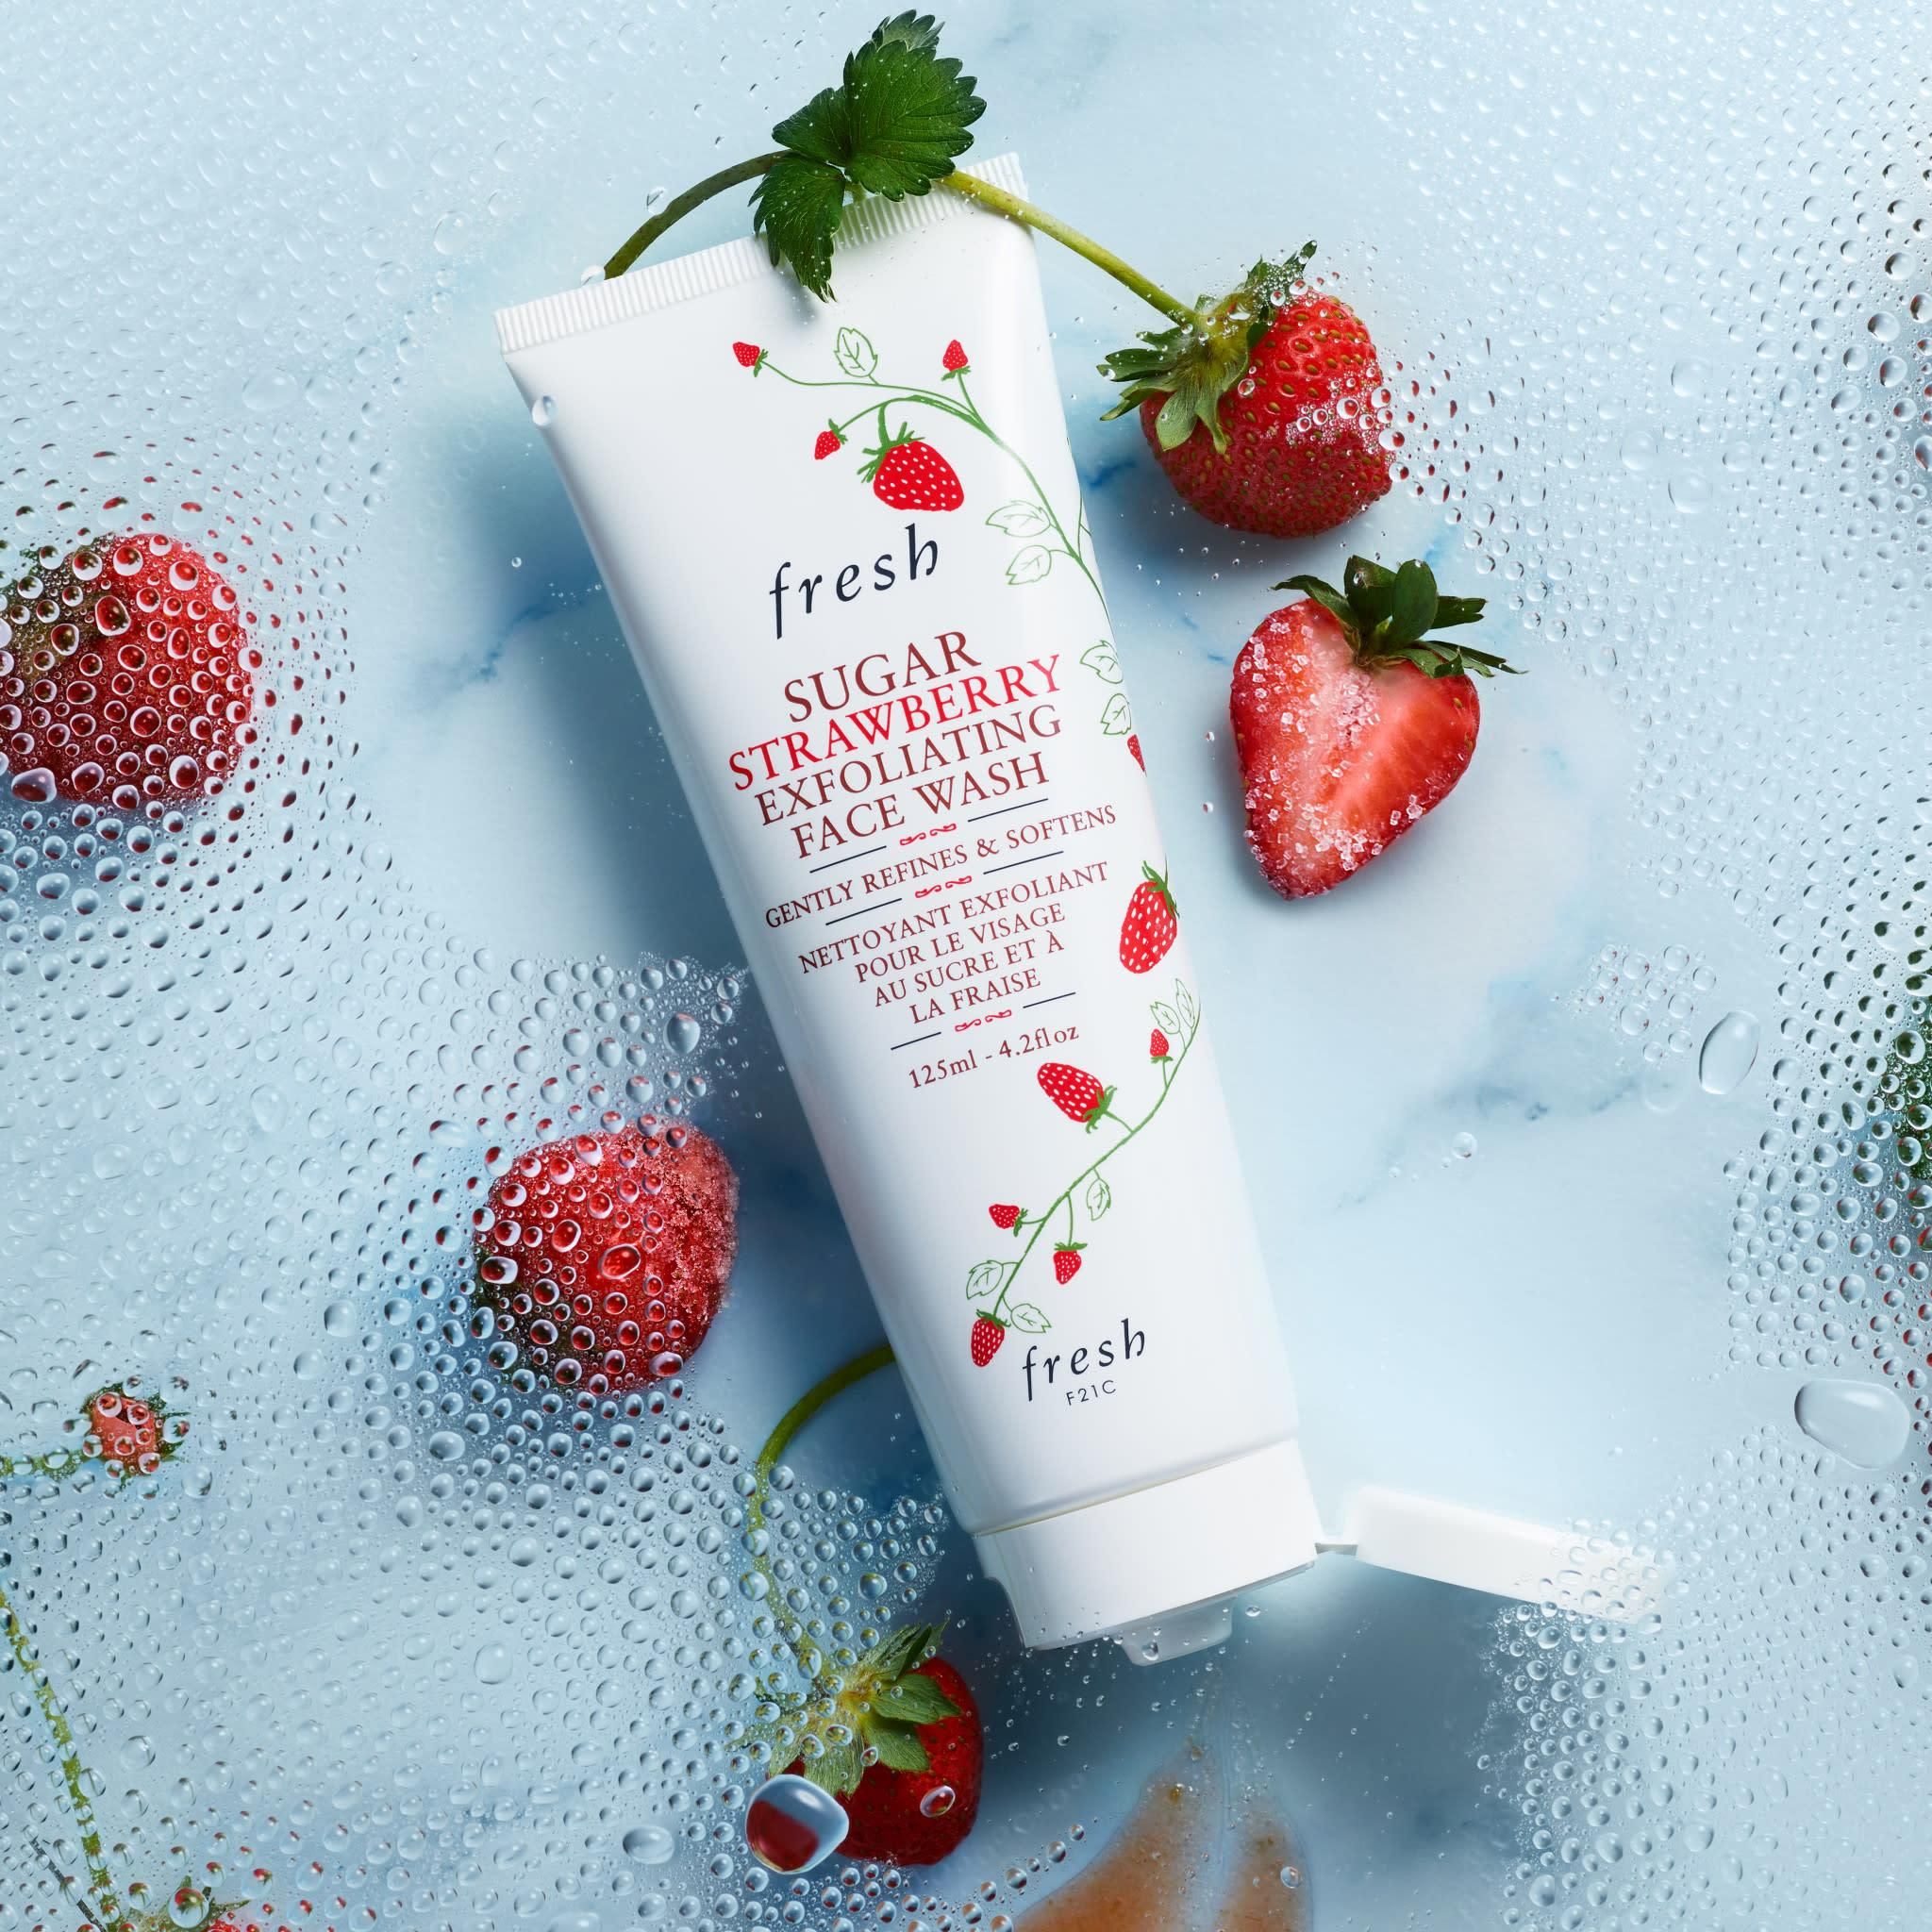 fresh
SUGAR
STRAWBERRY
EXFOLIATING
FACE WASH
GENTLY REFINES & SOFTENS
NETTOYANT EXFOLIANT
POUR LE VISAGE
AU SUCRE ET À
LA FRAISE
125ml - 4.2fl oz
fresh
F21C